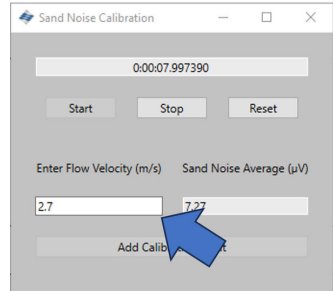 Sand Noise Calibration
0:00:07.997390
Start Stop Reset
Enter Flow Velocity (m/s) Sand Noise Average (µV)
2.7 7.27
Add